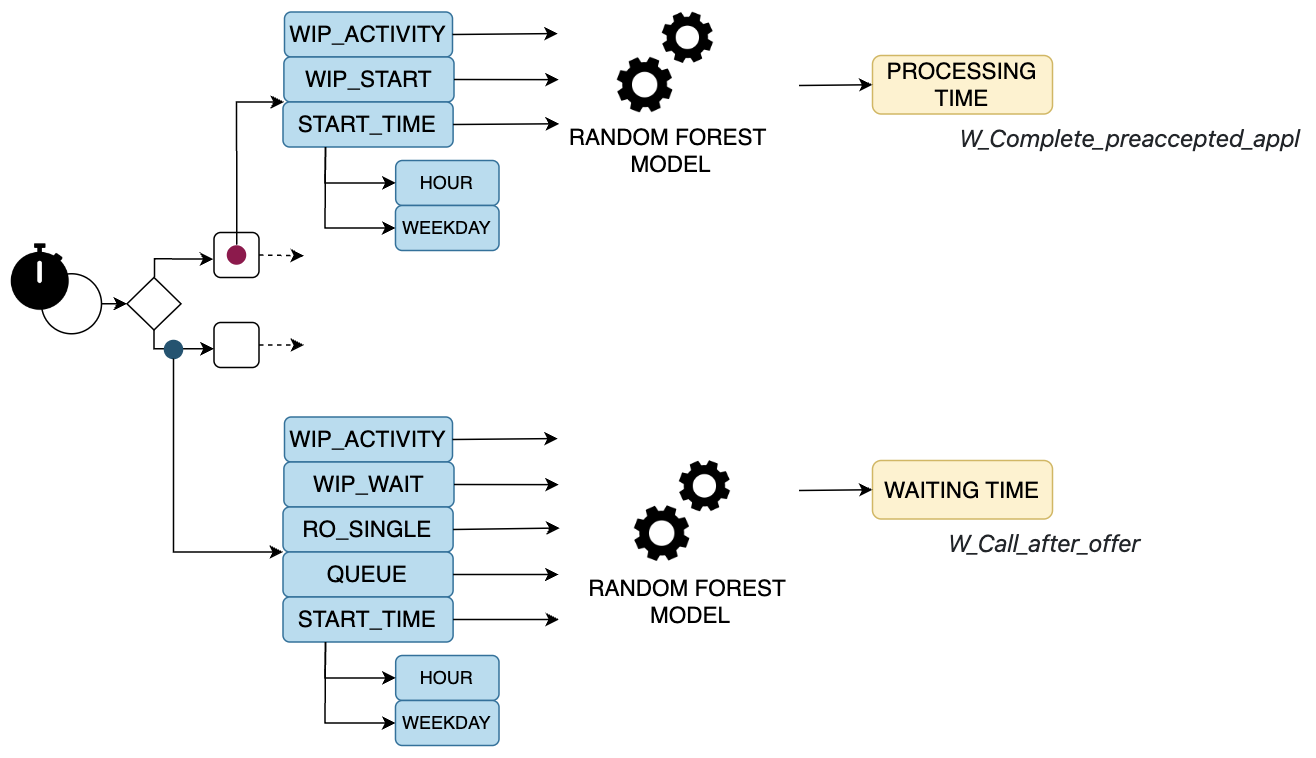 WIP_ACTIVITY
WIP_START
START_TIME
HOUR
WEEKDAY
RANDOM FOREST
MODEL
PROCESSING
TIME
W_Complete_preaccepted_appl
WIP_ACTIVITY
WIP_WAIT
RO_SINGLE
QUEUE
START_TIME
HOUR
WEEKDAY
RANDOM FOREST
MODEL
WAITING TIME
W_Call_after_offer